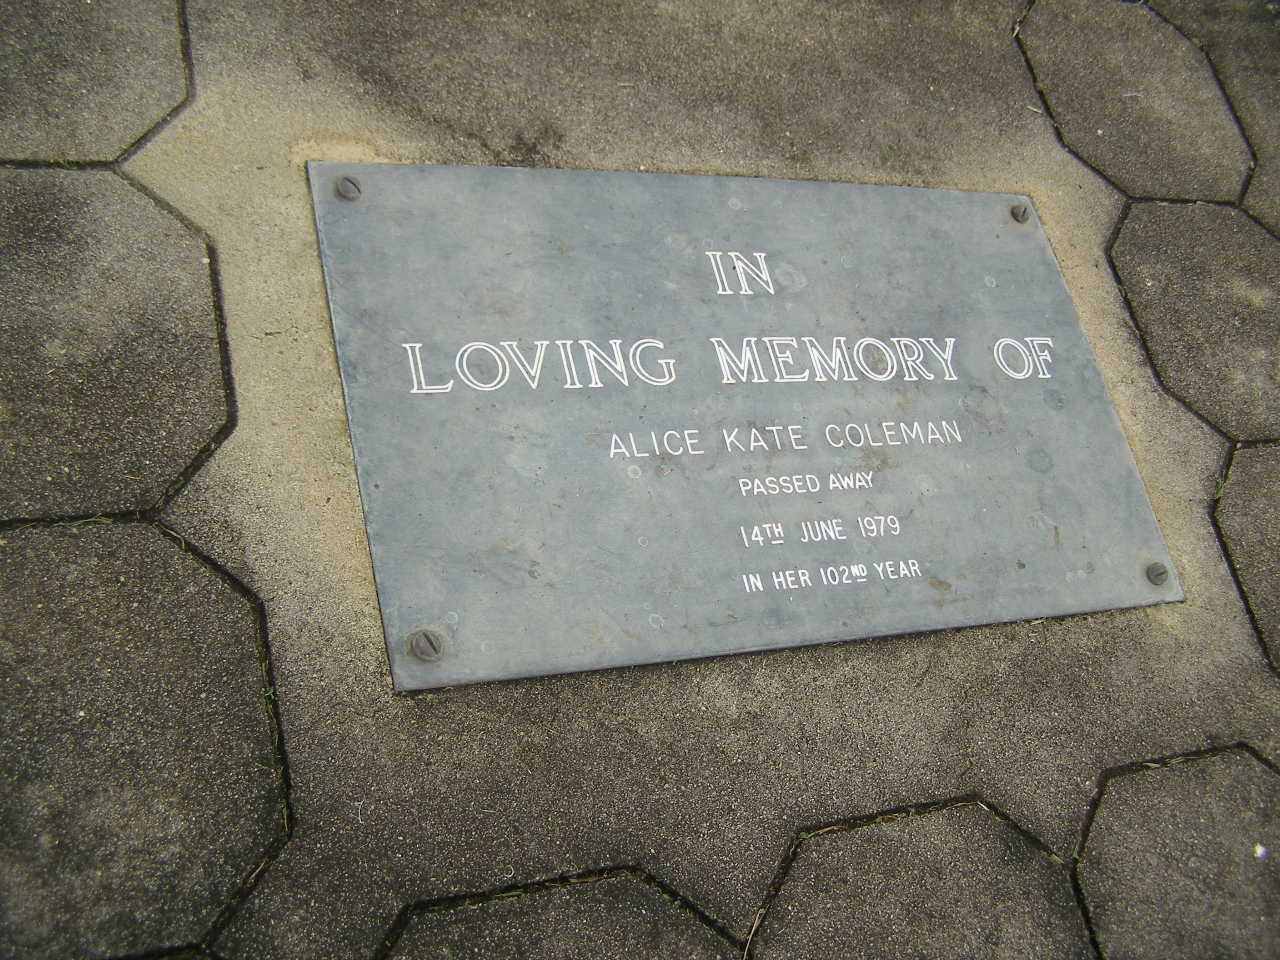 IN
LOVING MEMORY OF
ALICE KATE COLEMAN
PASSED AWAY
14TH JUNE 1979
IN HER 102ND YEAR